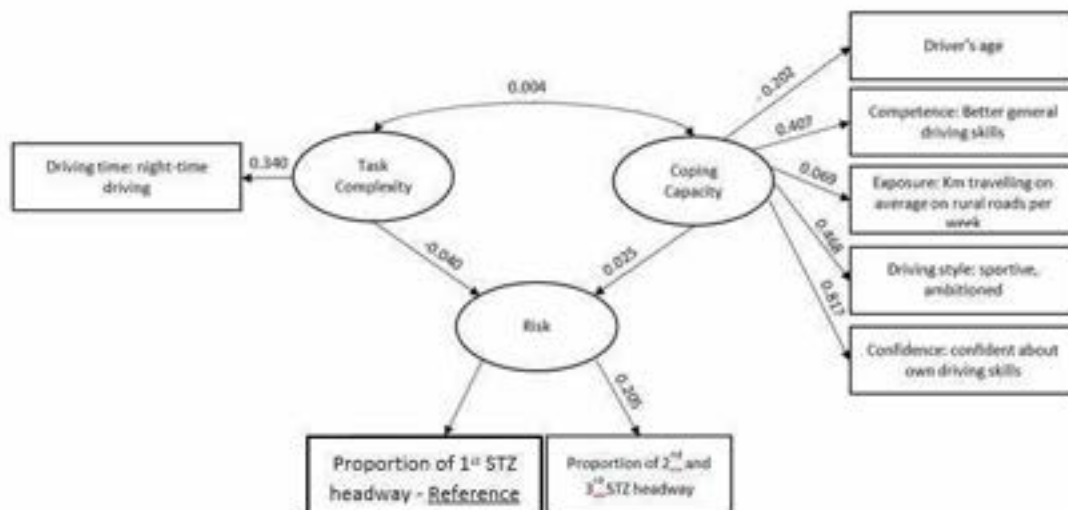 Driver's age
- 0.202
0.004
Competence: Better general
driving skills
0.407
Driving time: night-time
driving
0.340
Task
Complexity
Coping
Capacity
0.069
Exposure: Km travelling on
average on rural roads per
week
0.468
-0.040
0.025
Driving style: sportive,
ambitioned
0.817
Risk
Confidence: confident about
own driving skills
0.205
Proportion of 1st STZ
headway - Reference
Proportion of 2nd and
3rd STZ headway